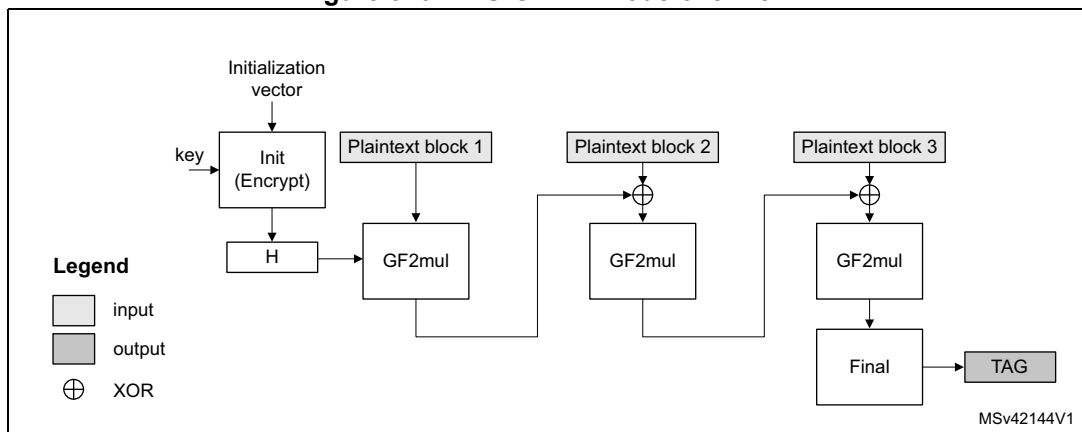 Initialization
vector
key
Init
(Encrypt)
Plaintext block 1
Plaintext block 2
Plaintext block 3
H
GF2mul
GF2mul
GF2mul
Legend
input
output
XOR
Final
TAG
MSv42144V1